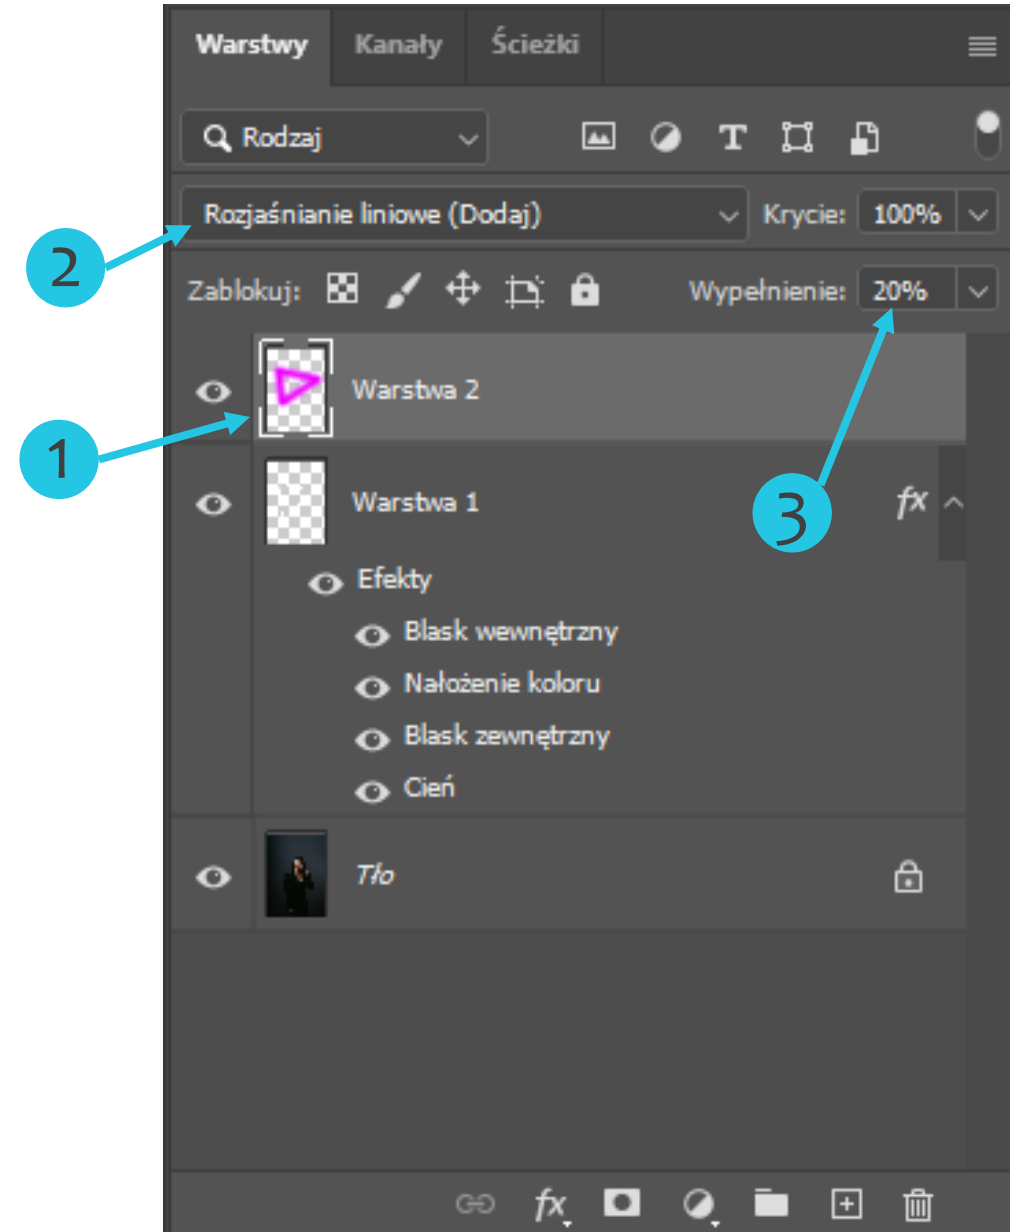 Warstwy Kanały Ścieżki
Rodzaj T
Rozjaśnianie liniowe (Dodaj) Krycie: 100%
2
Zablokuj: Wypełnienie: 20%
Warstwa 2
1
Warstwa 1 fx
3
Efekty
Blask wewnętrzny
Nałożenie koloru
Blask zewnętrzny
Cień
Tło
fx